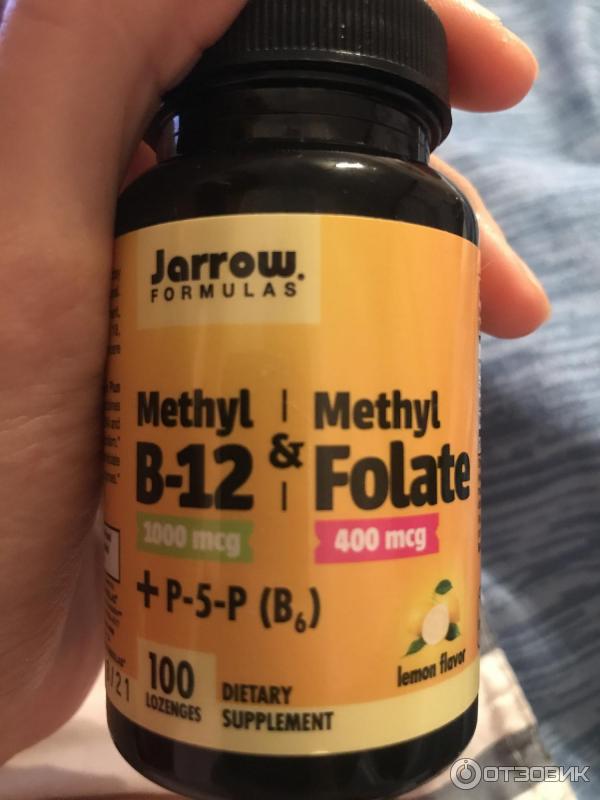 Jarrow.
FORMULAS
Methyl
B-12
1000 mcg
&
Methyl
Folate
400 mcg
+ P-5-P (B₆)
100
LOZENGES
DIETARY
SUPPLEMENT
lemon flavor
/21
ОТЗОВИК